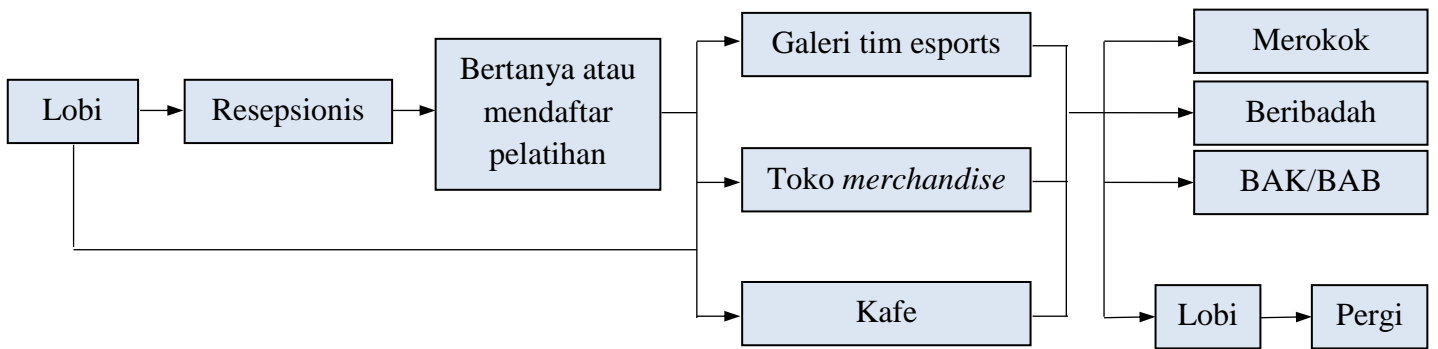 Lobi
Resepsionis
Bertanya atau
mendaftar
pelatihan
Galeri tim esports
Toko merchandise
Kafe
Merokok
Beribadah
BAK/BAB
Lobi
Pergi